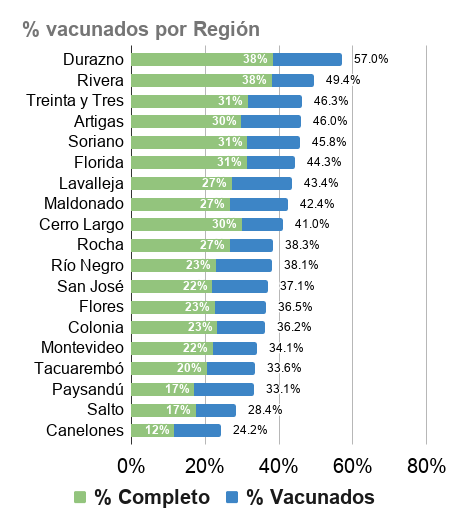 % vacunados por Región
Durazno 38% 57.0%
Rivera 38% 49.4%
Treinta y Tres 31% 46.3%
Artigas 30% 46.0%
Soriano 31% 45.8%
Florida 31% 44.3%
Lavalleja 27% 43.4%
Maldonado 27% 42.4%
Cerro Largo 30% 41.0%
Rocha 27% 38.3%
Río Negro 23% 38.1%
San José 22% 37.1%
Flores 23% 36.5%
Colonia 23% 36.2%
Montevideo 22% 34.1%
Tacuarembó 20% 33.6%
Paysandú 17% 33.1%
Salto 17% 28.4%
Canelones 12% 24.2%
0% 20% 40% 60% 80%
% Completo % Vacunados